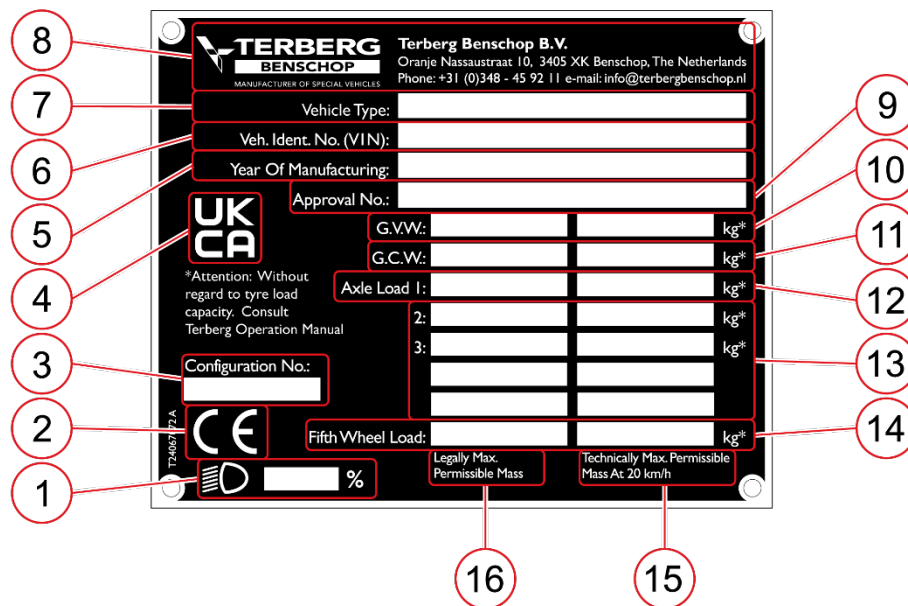 8
TERBERG
BENSCHOP
MANUFACTURER OF SPECIAL VEHICLES
Terberg Benschop B.V.
Oranje Nassaustraat 10, 3405 XK Benschop, The Netherlands
Phone: +31 (0)348 - 45 92 11 e-mail: info@terbergbenschop.nl
7
Vehicle Type:
6
Veh. Ident. No. (VIN):
9
5
Year Of Manufacturing:
Approval No.:
10
4
UK
CA
G.V.W.:
kg*
11
G.C.W.:
kg*
*Attention: Without
regard to tyre load
capacity. Consult
Terberg Operation Manual
Axle Load 1:
kg*
12
2:
kg*
3:
kg*
13
3
Configuration No.:
2
CE
Fifth Wheel Load:
kg*
14
1
%
Legally Max.
Permissible Mass
Technically Max. Permissible
Mass At 20 km/h
16
15